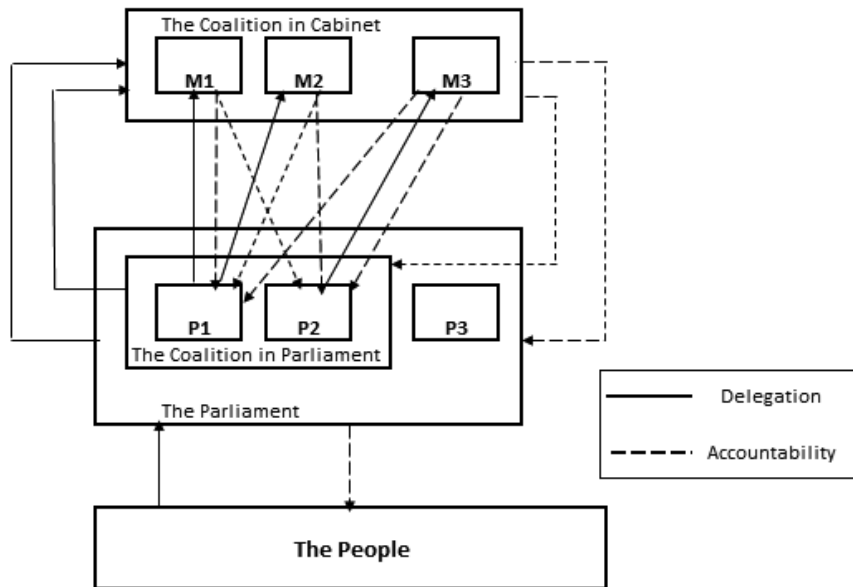 The Coalition in Cabinet
M1 M2 M3
P1 P2 P3
The Coalition in Parliament
The Parliament
Delegation
Accountability
The People